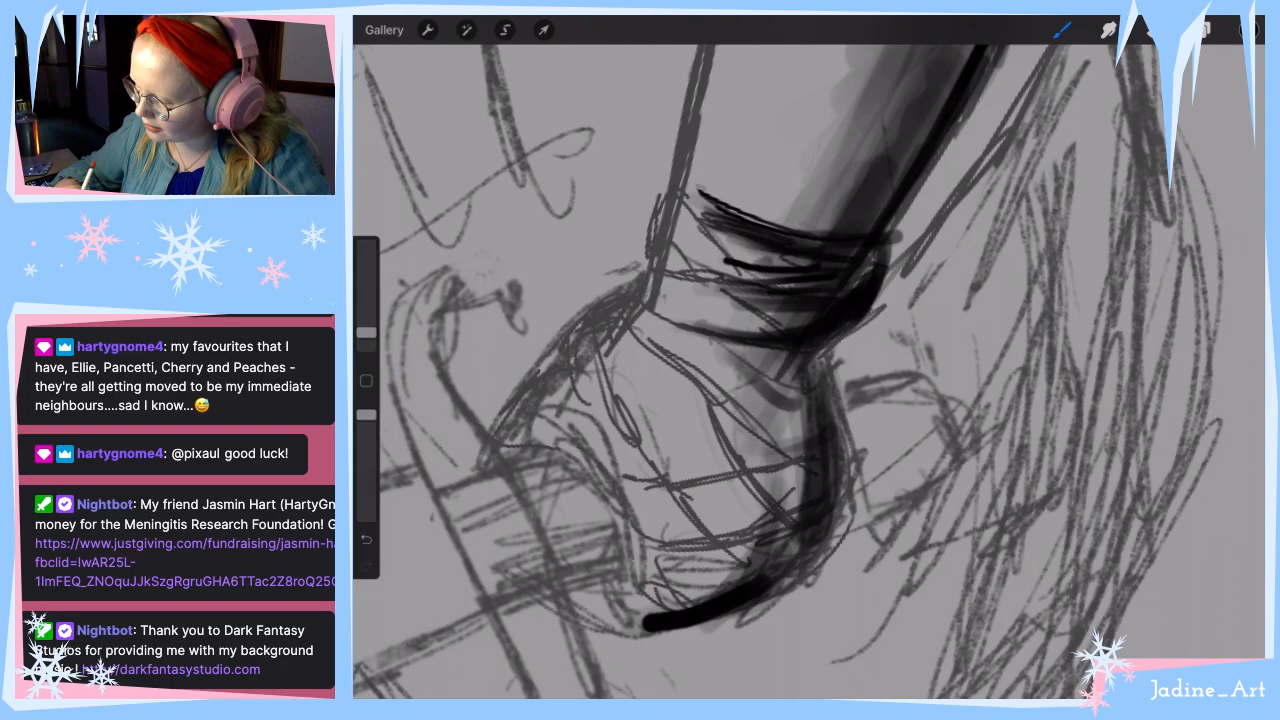 Gallery
hartygnome4: my favourites that I
have, Ellie, Pancetti, Cherry and Peaches -
they're all getting moved to be my immediate
neighbours....sad I know...😅
hartygnome4: @pixaul good luck!
Nightbot: My friend Jasmin Hart (HartyGn
money for the Meningitis Research Foundation! G
https://www.justgiving.com/fundraising/jasmin-ha
fbclid=IwAR25L-
Nightbot: Thank you to Dark Fantasy
Studios for providing me with my background
darkfantasystudio.com
Jadine_Art